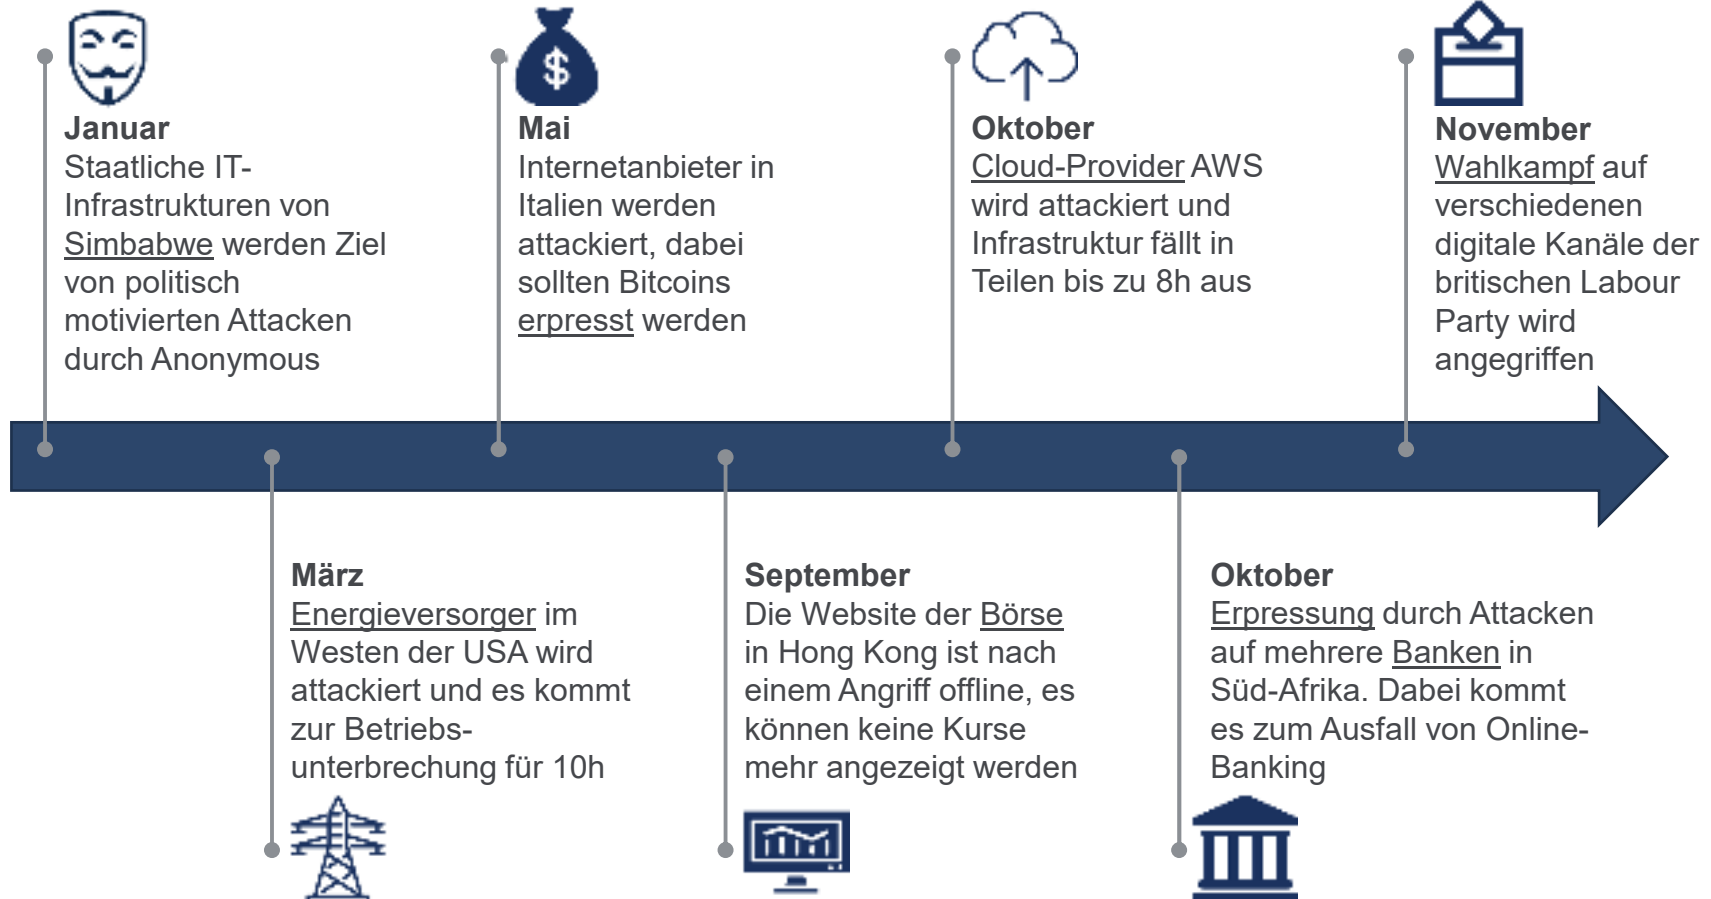 Januar
Staatliche IT-
Infrastrukturen von
Simbabwe werden Ziel
von politisch
motivierten Attacken
durch Anonymous
$
Mai
Internetanbieter in
Italien werden
attackiert, dabei
sollten Bitcoins
erpresst werden
Oktober
Cloud-Provider AWS
wird attackiert und
Infrastruktur fällt in
Teilen bis zu 8h aus
November
Wahlkampf auf
verschiedenen
digitale Kanäle der
britischen Labour
Party wird
angegriffen
März
Energieversorger im
Westen der USA wird
attackiert und es kommt
zur Betriebs-
unterbrechung für 10h
September
Die Website der Börse
in Hong Kong ist nach
einem Angriff offline, es
können keine Kurse
mehr angezeigt werden
Oktober
Erpressung durch Attacken
auf mehrere Banken in
Süd-Afrika. Dabei kommt
es zum Ausfall von Online-
Banking